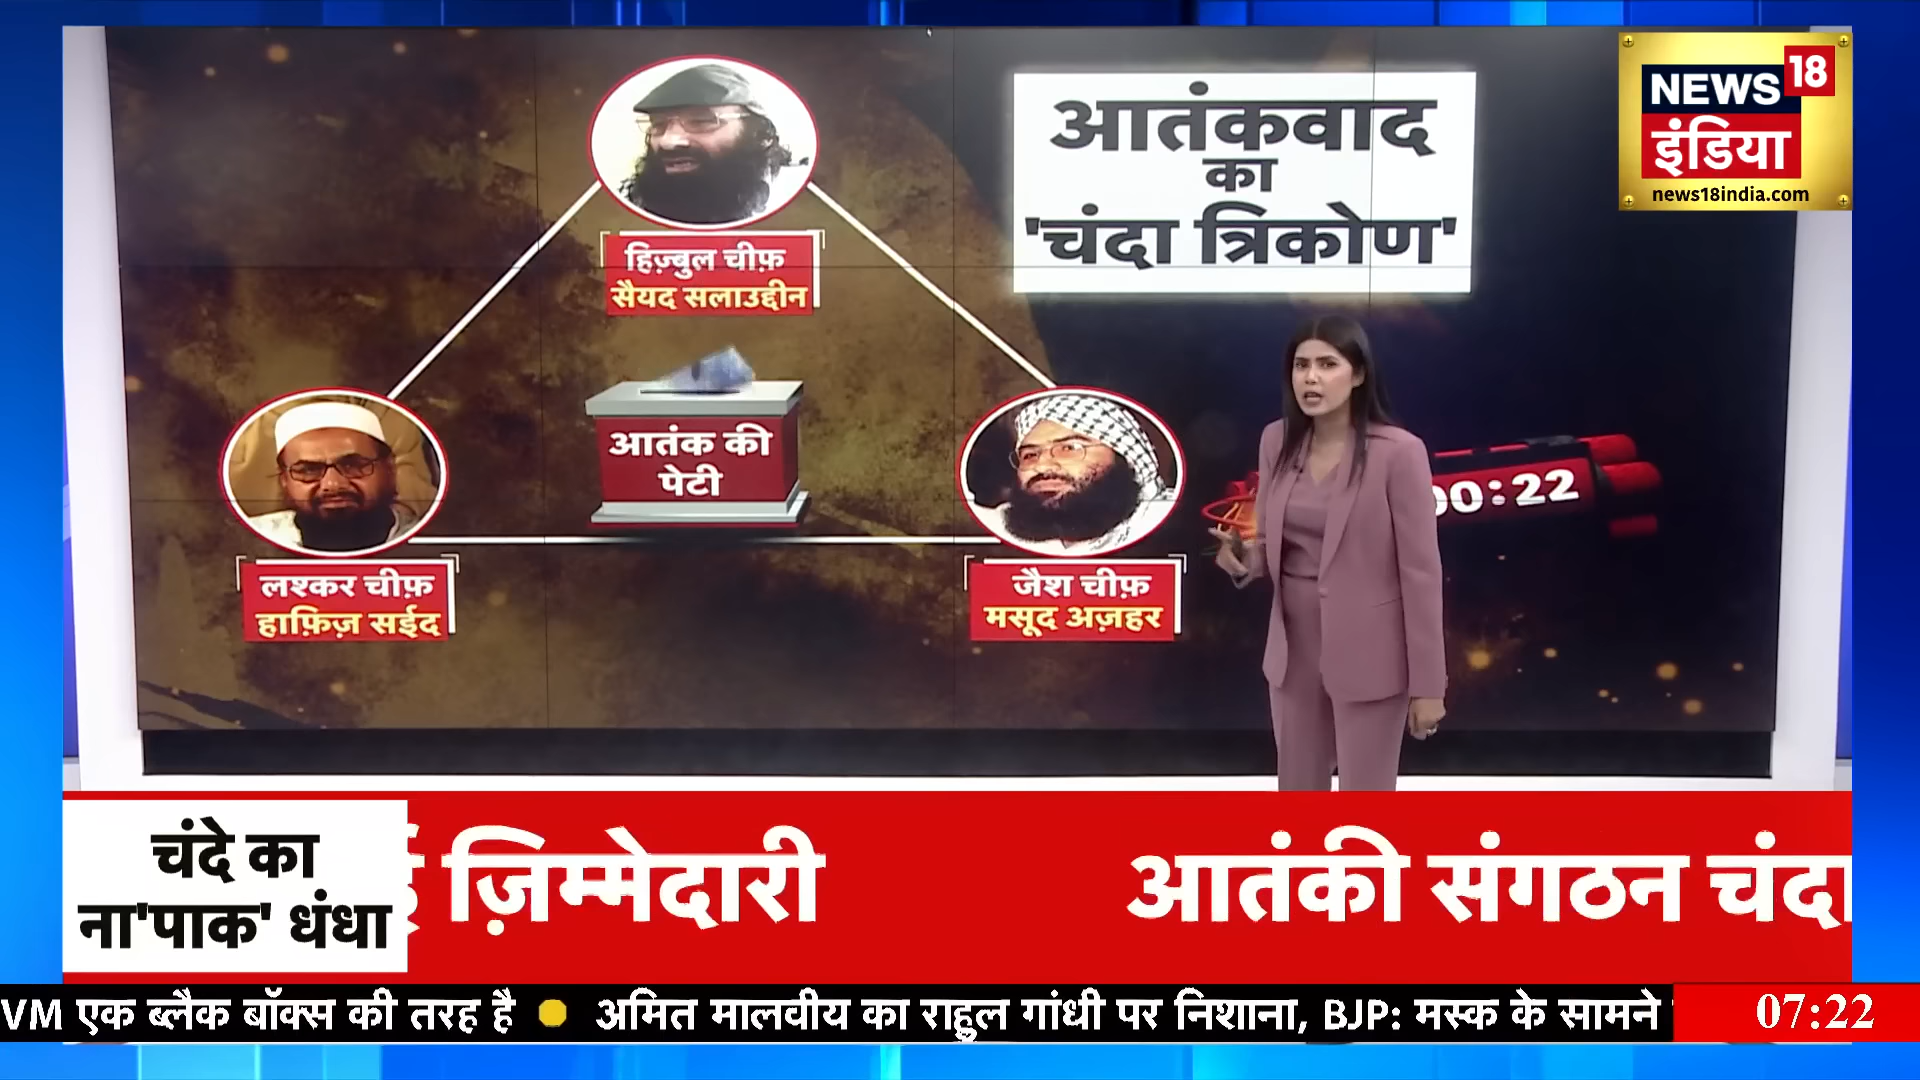 NEWS 18
इंडिया
news18india.com
आतंकवाद
का
'चंदा त्रिकोण'
हिज़्बुल चीफ़
सैयद सलाउद्दीन
आतंक की
पेटी
लश्कर चीफ़
हाफ़िज़ सईद
जैश चीफ़
मसूद अज़हर
00:22
चंदे का
ना'पाक' धंधा
ज़िम्मेदारी
आतंकी संगठन चंदा
VM एक ब्लैक बॉक्स की तरह है
अमित मालवीय का राहुल गांधी पर निशाना, BJP: मस्क के सामने
07:22